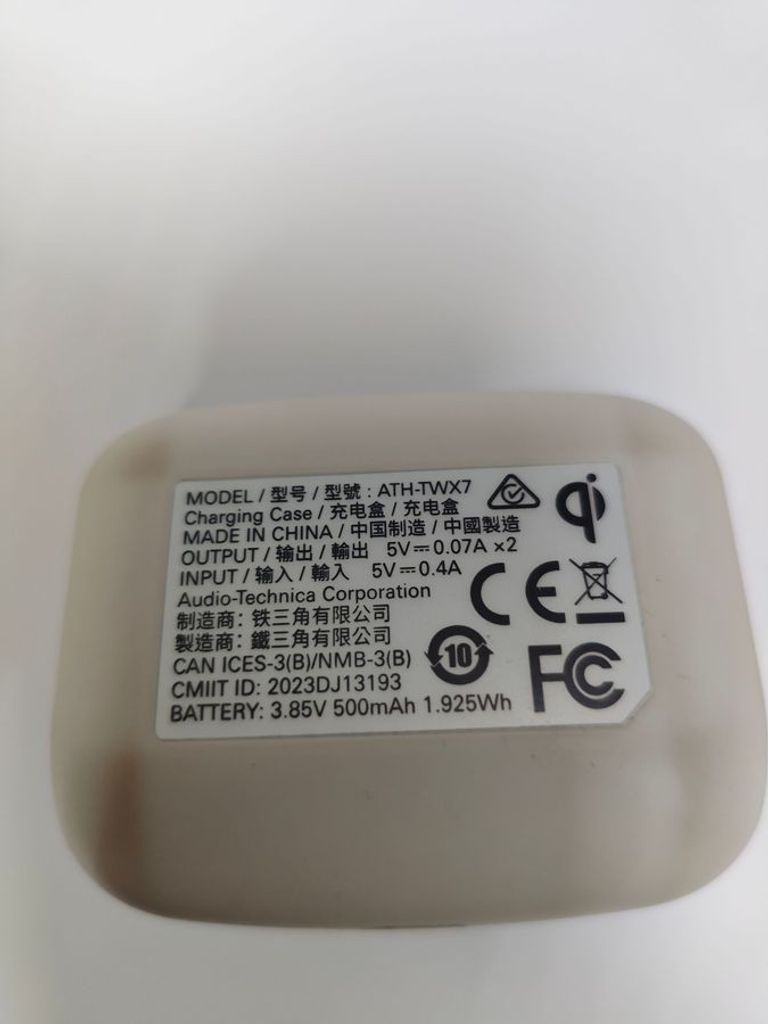 MODEL / 型号 / 型號 : ATH-TWX7
Charging Case / 充电盒 / 充電盒
MADE IN CHINA / 中国制造 / 中國製造
OUTPUT / 输出 / 輸出 5V⎓0.07A ×2
INPUT / 输入 / 輸入 5V⎓0.4A
Audio-Technica Corporation
制造商: 铁三角有限公司
製造商: 鐵三角有限公司
CAN ICES-3(B)/NMB-3(B)
CMIIT ID: 2023DJ13193
BATTERY: 3.85V 500mAh 1.925Wh
qi
CE
10
FC